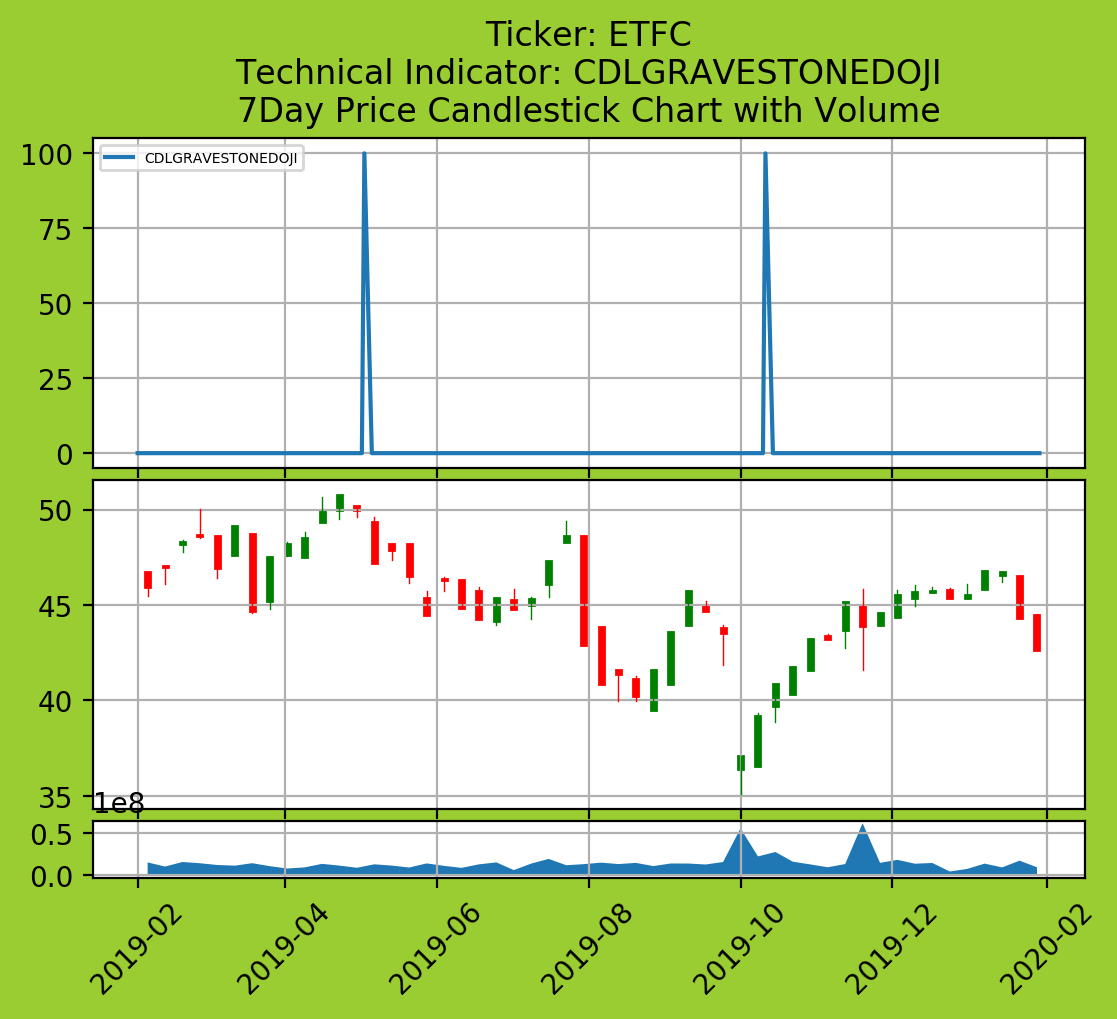 Ticker: ETFC
Technical Indicator: CDLGRAVESTONEDOJI
7Day Price Candlestick Chart with Volume
CDLGRAVESTONEDOJI
100
75
50
25
0
50
45
40
35
1e8
0.5
0.0
2019-02 2019-04 2019-06 2019-08 2019-10 2019-12 2020-02